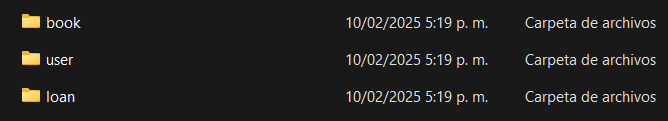 book 10/02/2025 5:19 p. m. Carpeta de archivos
user 10/02/2025 5:19 p. m. Carpeta de archivos
loan 10/02/2025 5:19 p. m. Carpeta de archivos